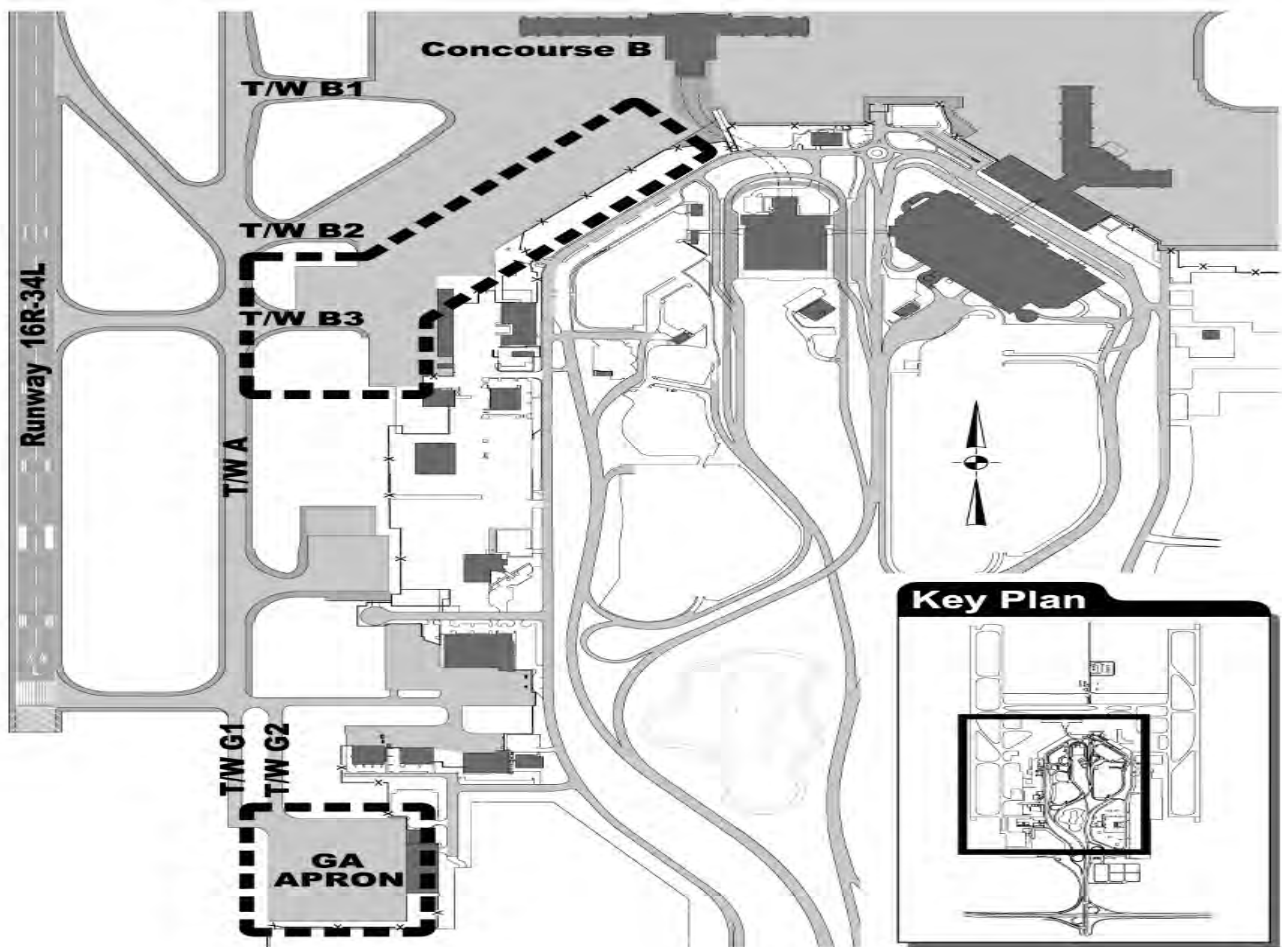 Concourse B
T/W B1
T/W B2
T/W B3
Runway 16R-34L
T/W A
T/W G1
T/W G2
GA
APRON
Key Plan